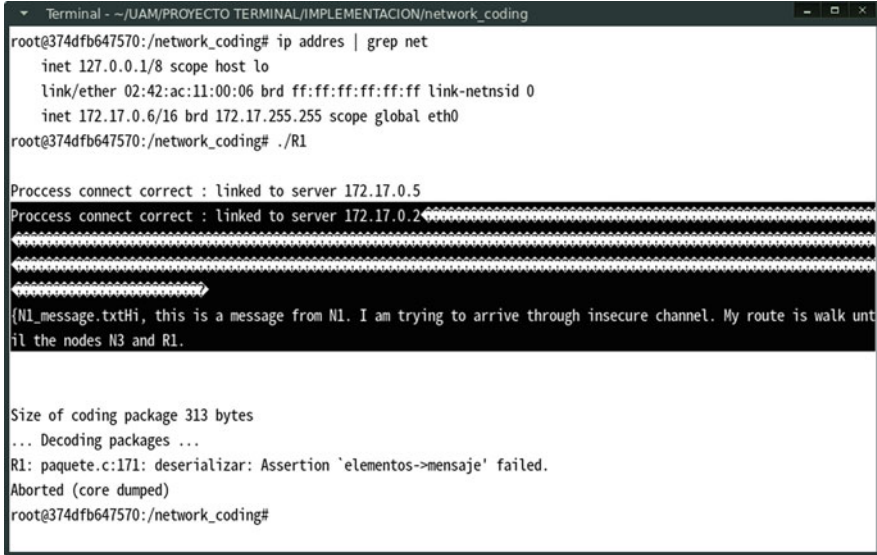 Terminal - ~/UAM/PROYECTO TERMINAL/IMPLEMENTACION/network_coding
root@374dfb647570:/network_coding# ip addres | grep net
inet 127.0.0.1/8 scope host lo
link/ether 02:42:ac:11:00:06 brd ff:ff:ff:ff:ff:ff link-netnsid 0
inet 172.17.0.6/16 brd 172.17.255.255 scope global eth0
root@374dfb647570:/network_coding# ./R1
Proccess connect correct : linked to server 172.17.0.5
Proccess connect correct : linked to server 172.17.0.2
{N1_message.txtHi, this is a message from N1. I am trying to arrive through insecure channel. My route is walk unt
il the nodes N3 and R1.
Size of coding package 313 bytes
... Decoding packages ...
R1: paquete.c:171: deserializar: Assertion `elementos->mensaje' failed.
Aborted (core dumped)
root@374dfb647570:/network_coding#